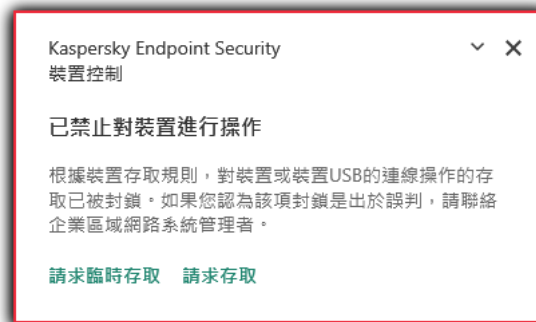 Kaspersky Endpoint Security
裝置控制
已禁止對裝置進行操作
根據裝置存取規則，對裝置或裝置USB的連線操作的存
取已被封鎖。如果您認為該項封鎖是出於誤判，請聯絡
企業區域網路系統管理者。
請求臨時存取 請求存取